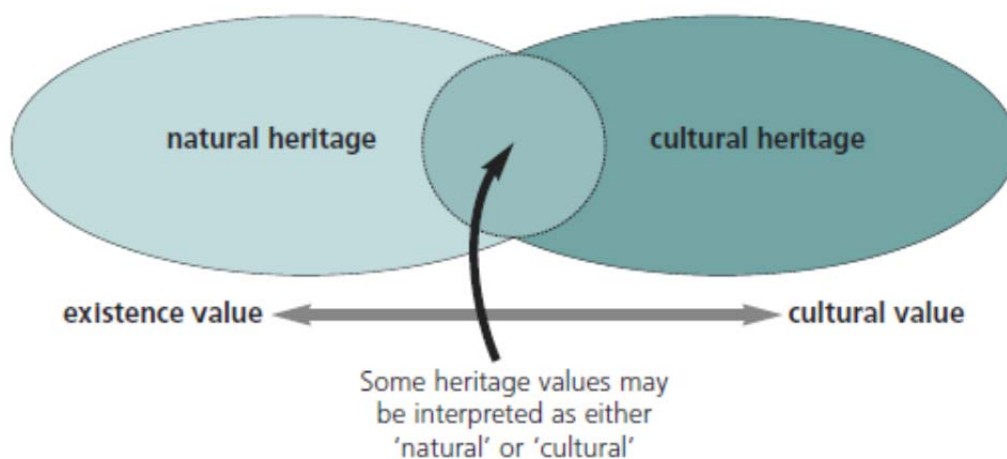 natural heritage
cultural heritage
existence value
cultural value
Some heritage values may
be interpreted as either
‘natural’ or ‘cultural’